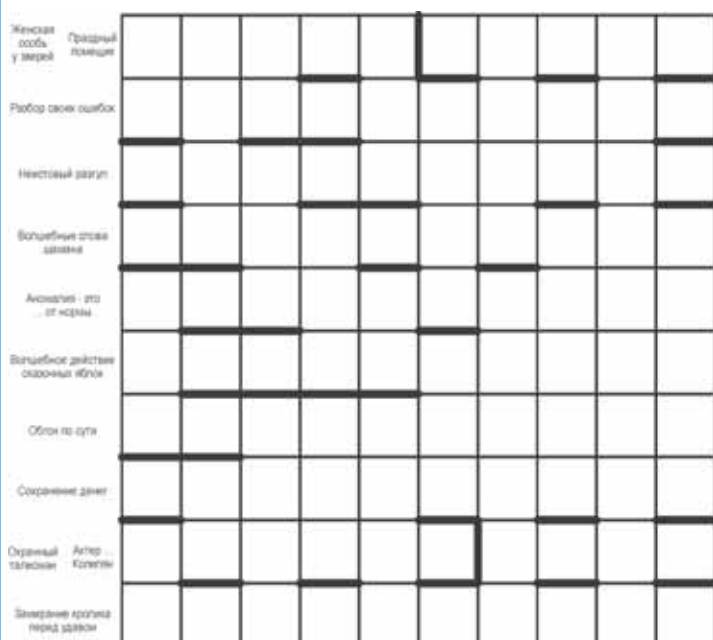 Женская
особь
у зверей
Праздный
помещик
Разбор своих ошибок
Неистовый разгул
Волшебные слова
шамана
Аномалия - это
... от нормы
Волшебное действие
сказочных яблок
Облом по сути
Сохранение денег
Охранный
талисман
Актер ...
Колиган
Замирание кролика
перед удавом